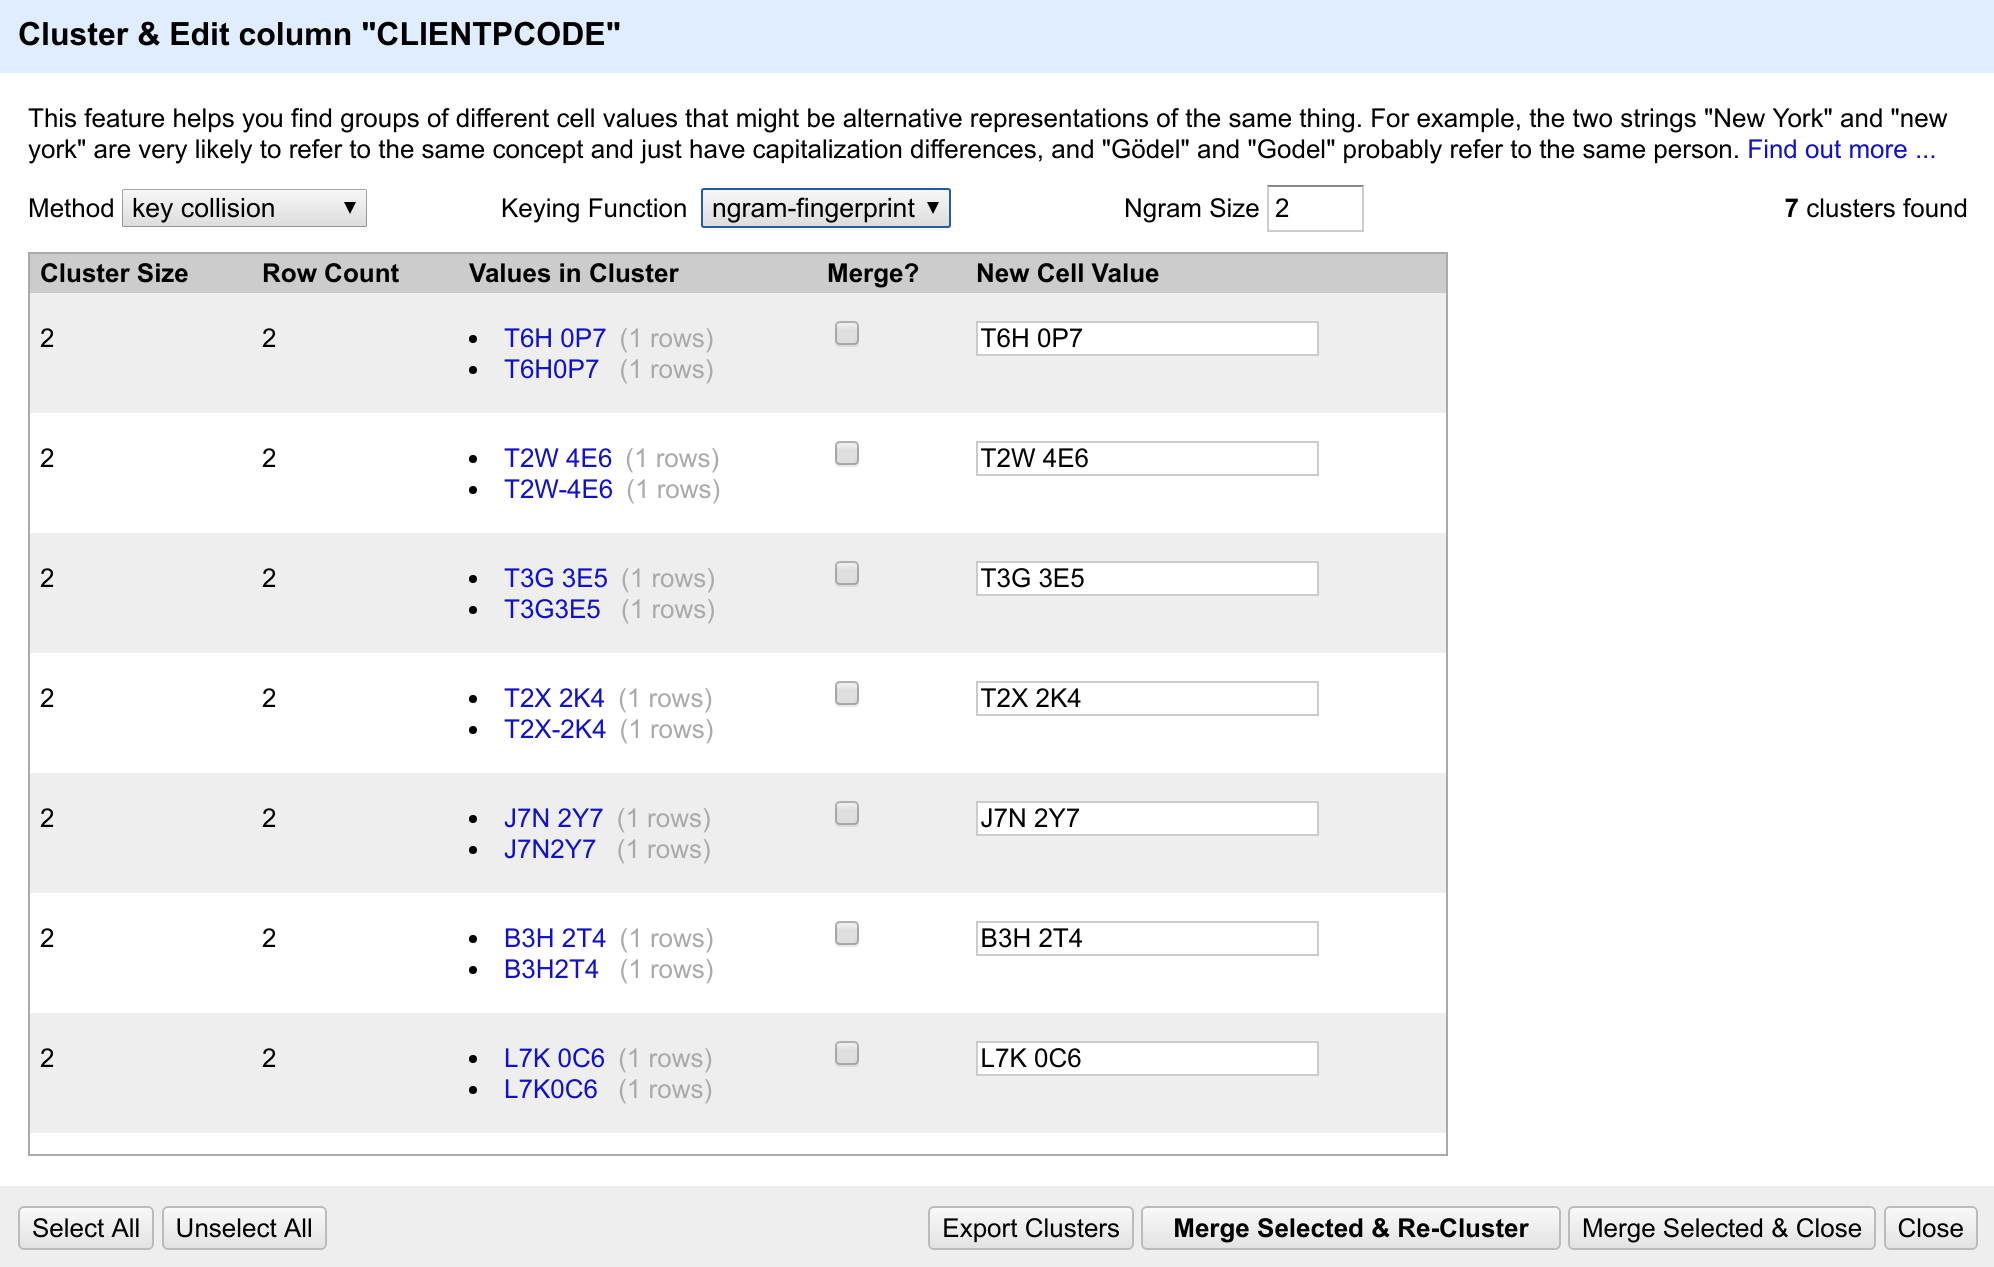 Cluster & Edit column "CLIENTPCODE"
This feature helps you find groups of different cell values that might be alternative representations of the same thing. For example, the two strings "New York" and "new
york" are very likely to refer to the same concept and just have capitalization differences, and "Gödel" and "Godel" probably refer to the same person. Find out more ...
Method key collision Keying Function ngram-fingerprint Ngram Size 2 7 clusters found
Cluster Size Row Count Values in Cluster Merge? New Cell Value
2 2 • T6H 0P7 (1 rows) T6H 0P7
• T6H0P7 (1 rows)
2 2 • T2W 4E6 (1 rows) T2W 4E6
• T2W-4E6 (1 rows)
2 2 • T3G 3E5 (1 rows) T3G 3E5
• T3G3E5 (1 rows)
2 2 • T2X 2K4 (1 rows) T2X 2K4
• T2X-2K4 (1 rows)
2 2 • J7N 2Y7 (1 rows) J7N 2Y7
• J7N2Y7 (1 rows)
2 2 • B3H 2T4 (1 rows) B3H 2T4
• B3H2T4 (1 rows)
2 2 • L7K 0C6 (1 rows) L7K 0C6
• L7K0C6 (1 rows)
Select All Unselect All Export Clusters Merge Selected & Re-Cluster Merge Selected & Close Close